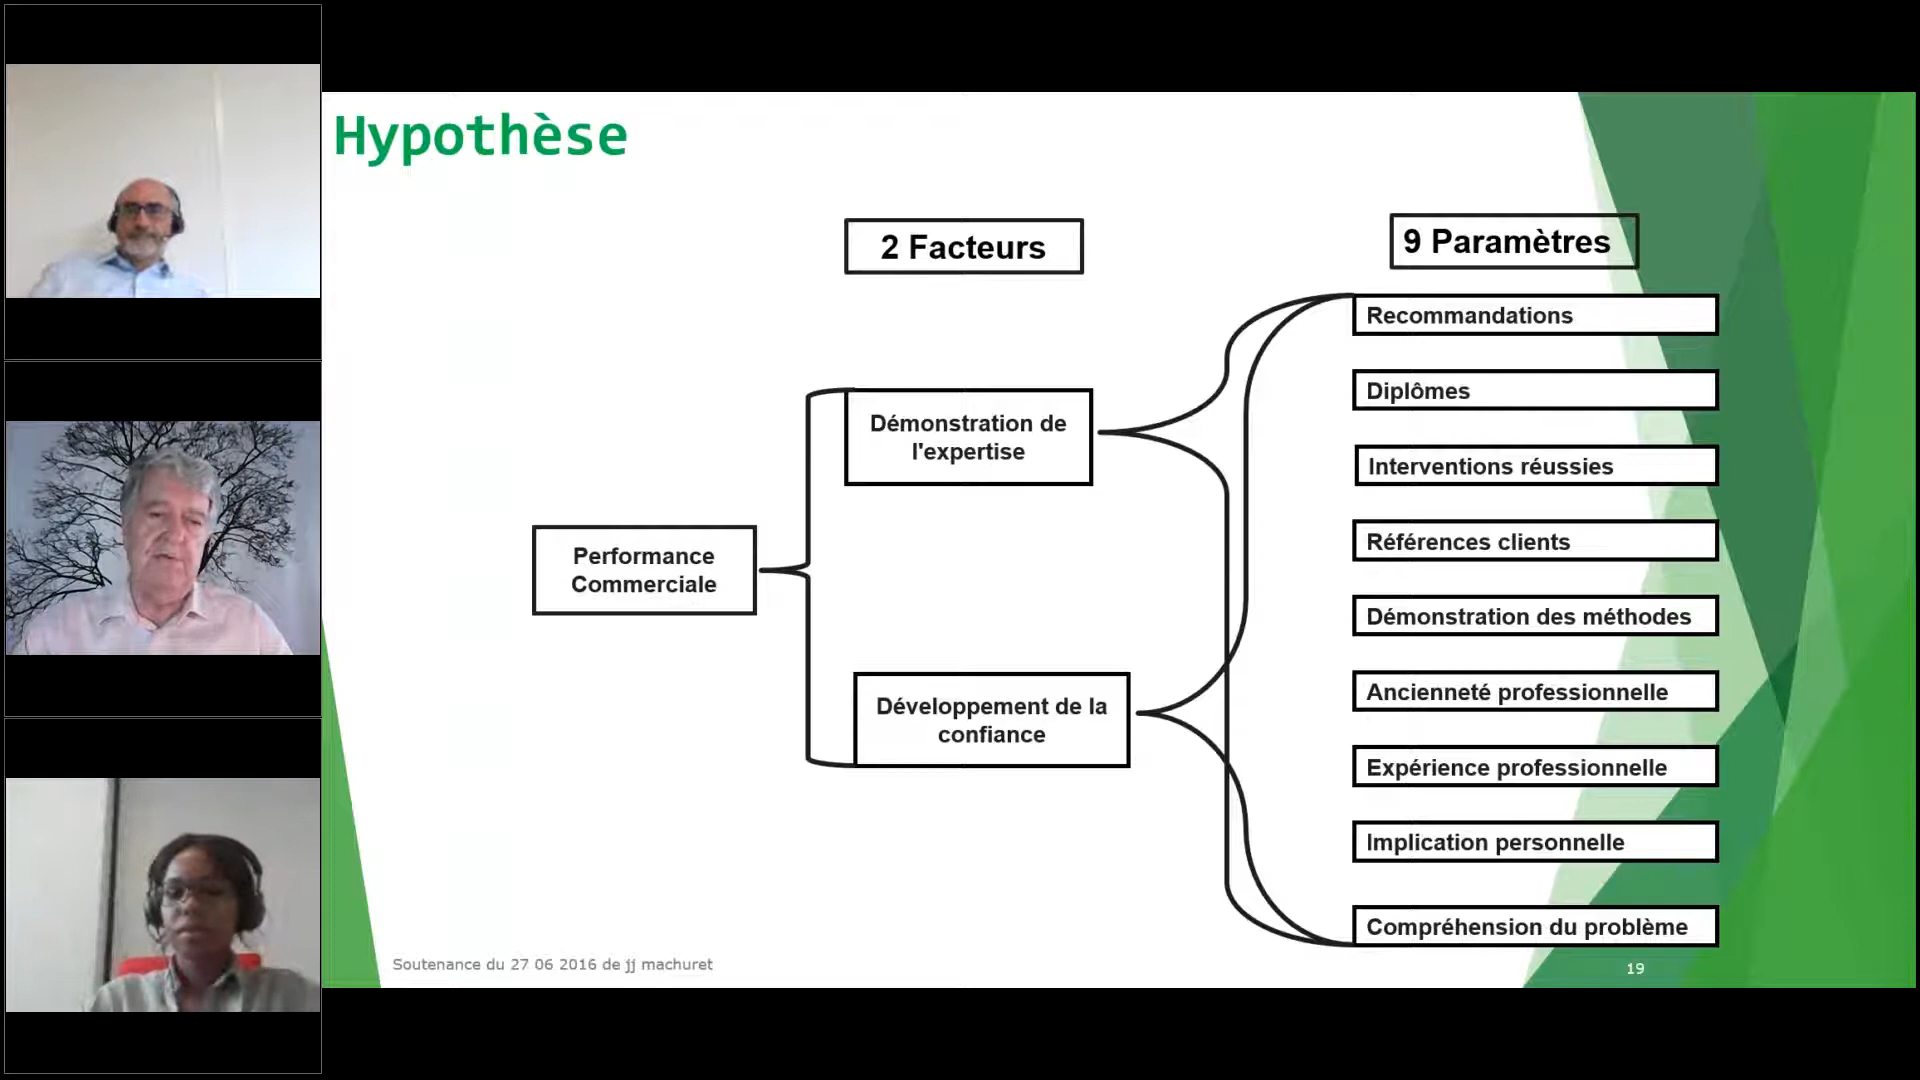 Hypothèse
2 Facteurs
9 Paramètres
Performance
Commerciale
Démonstration de
l'expertise
Développement de la
confiance
Recommandations
Diplômes
Interventions réussies
Références clients
Démonstration des méthodes
Ancienneté professionnelle
Expérience professionnelle
Implication personnelle
Compréhension du problème
Soutenance du 27 06 2016 de jj machuret
19